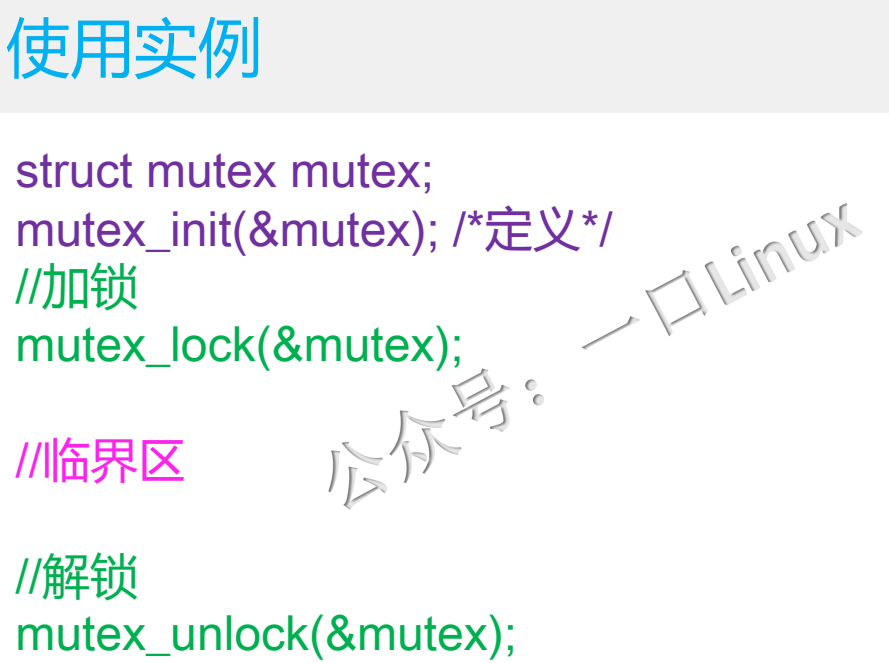 使用实例
struct mutex mutex;
mutex_init(&mutex); /*定义*/
//加锁
mutex_lock(&mutex);
公众号：一口Linux
//临界区
//解锁
mutex_unlock(&mutex);